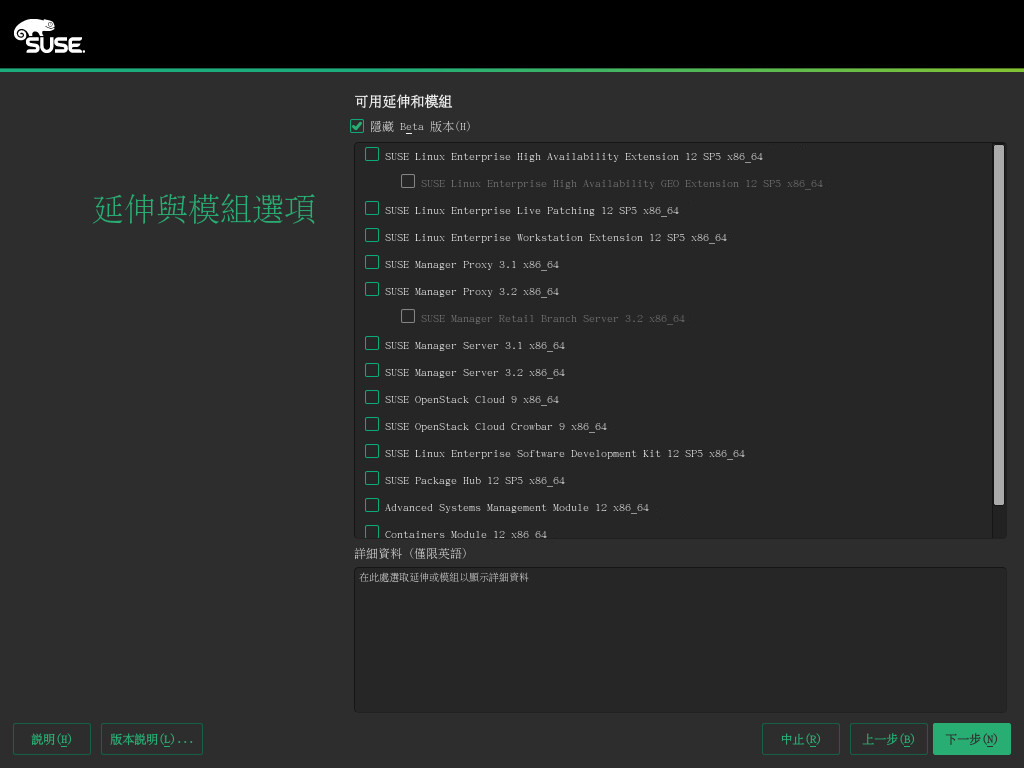 SUSE
可用延伸和模組
隱藏 Beta 版本(H)
SUSE Linux Enterprise High Availability Extension 12 SP5 x86_64
SUSE Linux Enterprise High Availability GEO Extension 12 SP5 x86_64
延伸與模組選項
SUSE Linux Enterprise Live Patching 12 SP5 x86_64
SUSE Linux Enterprise Workstation Extension 12 SP5 x86_64
SUSE Manager Proxy 3.1 x86_64
SUSE Manager Proxy 3.2 x86_64
SUSE Manager Retail Branch Server 3.2 x86_64
SUSE Manager Server 3.1 x86_64
SUSE Manager Server 3.2 x86_64
SUSE OpenStack Cloud 9 x86_64
SUSE OpenStack Cloud Crowbar 9 x86_64
SUSE Linux Enterprise Software Development Kit 12 SP5 x86_64
SUSE Package Hub 12 SP5 x86_64
Advanced Systems Management Module 12 x86_64
Containers Module 12 x86_64
詳細資料 (僅限英語)
在此處選取延伸或模組以顯示詳細資料
說明(H) 版本說明(L)... 中止(R) 上一步(B) 下一步(N)